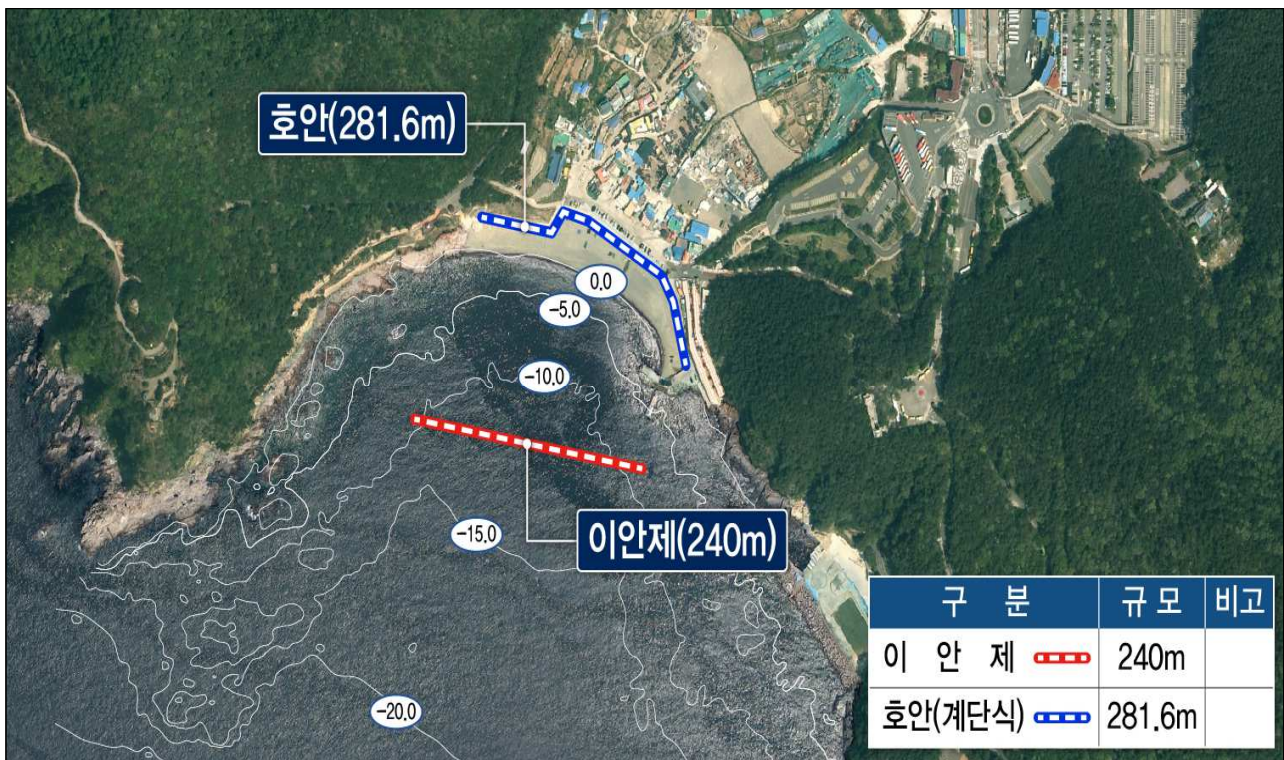 호안(281.6m)
0.0
-5.0
-10.0
이안제(240m)
-15.0
-20.0
구 분 규 모 비고
이 안 제 240m
호안(계단식) 281.6m